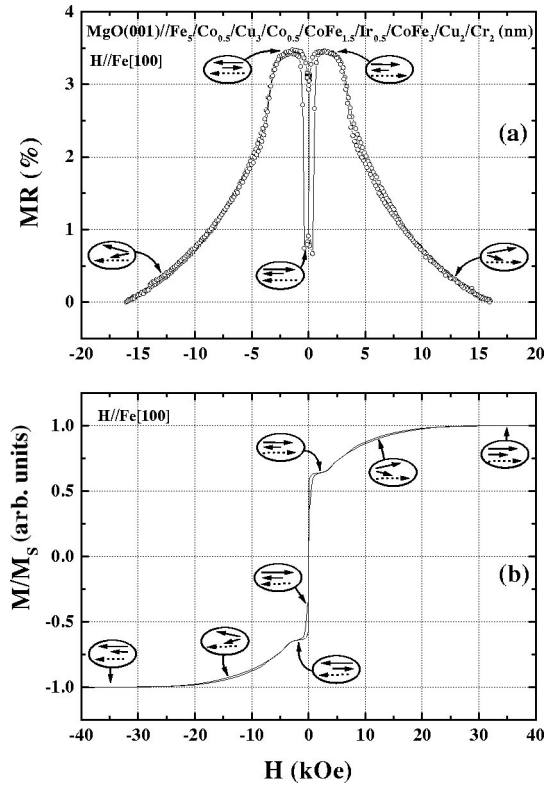 MgO(001)//Fe5/Co0.5/Cu3/Co0.5/CoFe1.5/Ir0.5/CoFe3/Cu2/Cr2 (nm)
H//Fe[100]
(a)
MR (%)
4
3
2
1
0
-20 -15 -10 -5 0 5 10 15 20
H//Fe[100]
(b)
M/MS (arb. units)
1.0
0.5
0.0
-0.5
-1.0
-40 -30 -20 -10 0 10 20 30 40
H (kOe)